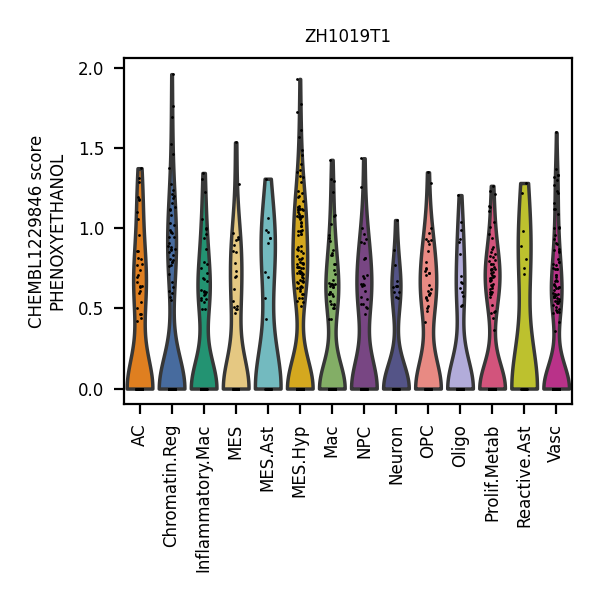 ZH1019T1
CHEMBL1229846 score
PHENOXYETHANOL
2.0
1.5
1.0
0.5
0.0
AC
Chromatin.Reg
Inflammatory.Mac
MES
MES.Ast
MES.Hyp
Mac
NPC
Neuron
OPC
Oligo
Prolif.Metab
Reactive.Ast
Vasc